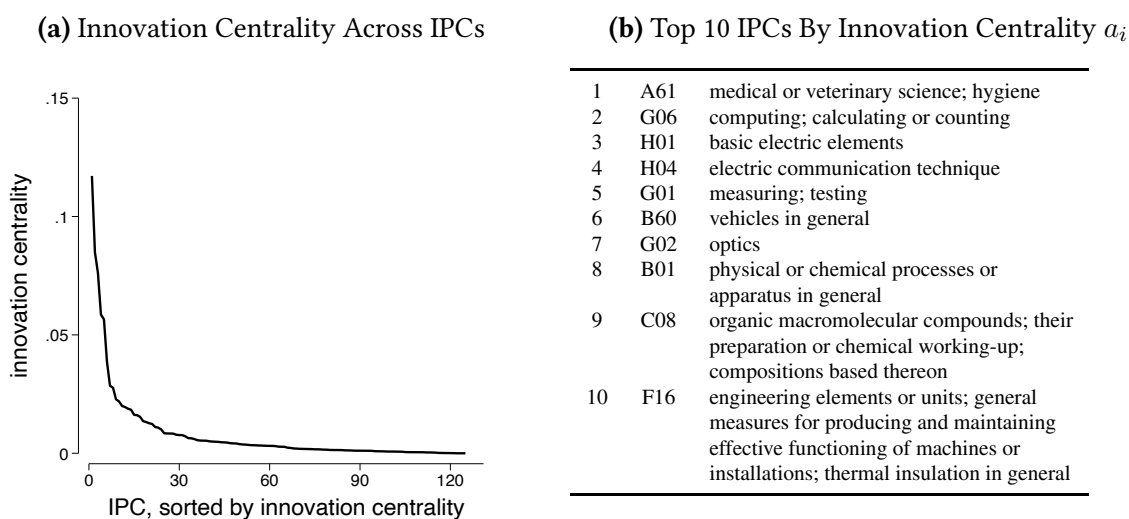 (a) Innovation Centrality Across IPCs
.15
.1
.05
0
innovation centrality
0 30 60 90 120
IPC, sorted by innovation centrality
(b) Top 10 IPCs By Innovation Centrality a_i
1 A61 medical or veterinary science; hygiene
2 G06 computing; calculating or counting
3 H01 basic electric elements
4 H04 electric communication technique
5 G01 measuring; testing
6 B60 vehicles in general
7 G02 optics
8 B01 physical or chemical processes or
apparatus in general
9 C08 organic macromolecular compounds; their
preparation or chemical working-up;
compositions based thereon
10 F16 engineering elements or units; general
measures for producing and maintaining
effective functioning of machines or
installations; thermal insulation in general